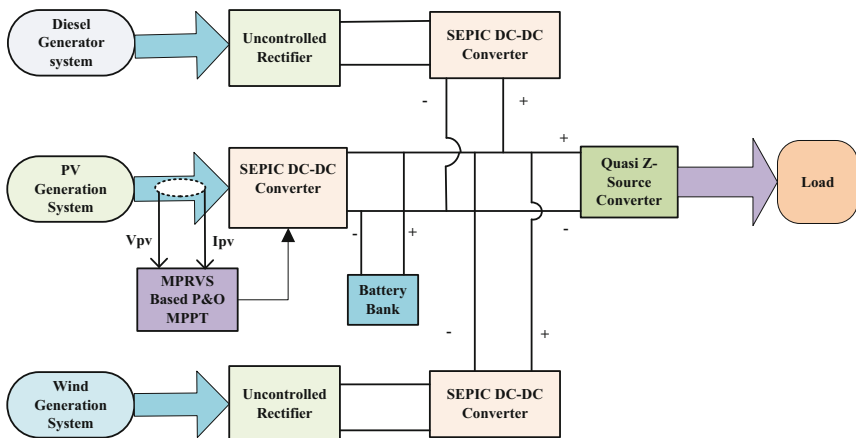 Diesel
Generator
system
Uncontrolled
Rectifier
SEPIC DC-DC
Converter
-
+
PV
Generation
System
SEPIC DC-DC
Converter
+
Quasi Z-
Source
Converter
Load
Vpv
Ipv
-
+
-
MPRVS
Based P&O
MPPT
Battery
Bank
-
+
Wind
Generation
System
Uncontrolled
Rectifier
SEPIC DC-DC
Converter